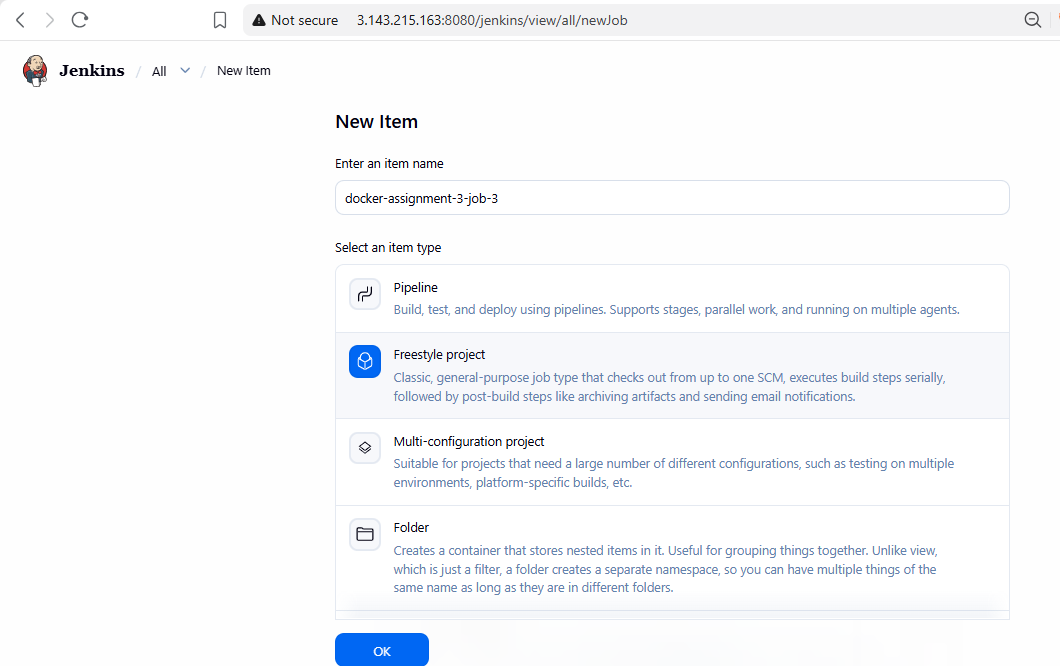 Not secure 3.143.215.163:8080/jenkins/view/all/newJob
Jenkins / All / New Item
New Item
Enter an item name
docker-assignment-3-job-3
Select an item type
Pipeline
Build, test, and deploy using pipelines. Supports stages, parallel work, and running on multiple agents.
Freestyle project
Classic, general-purpose job type that checks out from up to one SCM, executes build steps serially,
followed by post-build steps like archiving artifacts and sending email notifications.
Multi-configuration project
Suitable for projects that need a large number of different configurations, such as testing on multiple
environments, platform-specific builds, etc.
Folder
Creates a container that stores nested items in it. Useful for grouping things together. Unlike view,
which is just a filter, a folder creates a separate namespace, so you can have multiple things of the
same name as long as they are in different folders.
OK